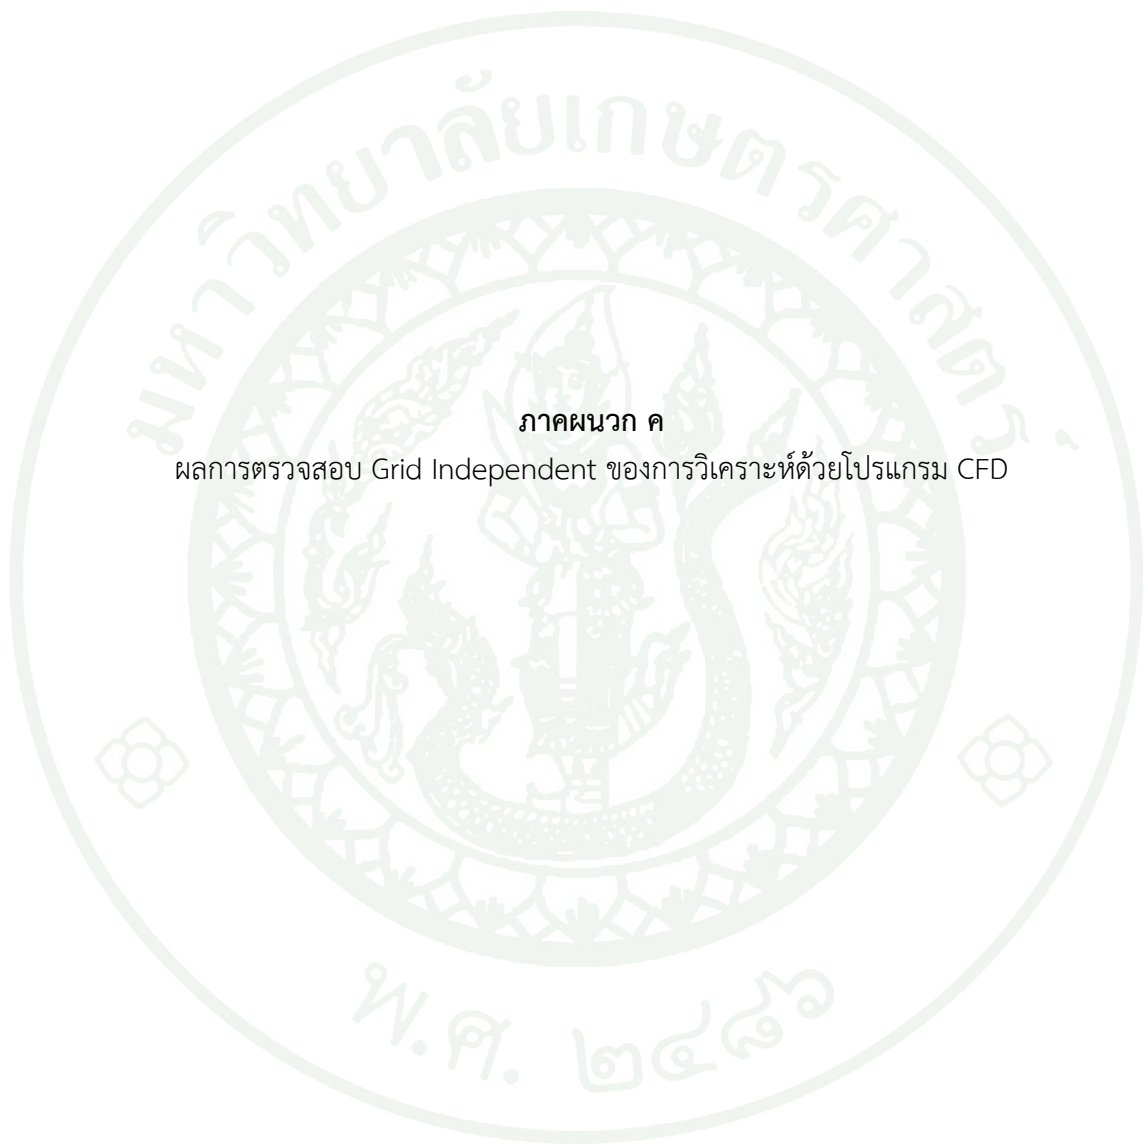 มหาวิทยาลัยเกษตรศาสตร์
ภาคผนวก ค
ผลการตรวจสอบ Grid Independent ของการวิเคราะห์ด้วยโปรแกรม CFD
พ.ศ. ๒๔๘๖